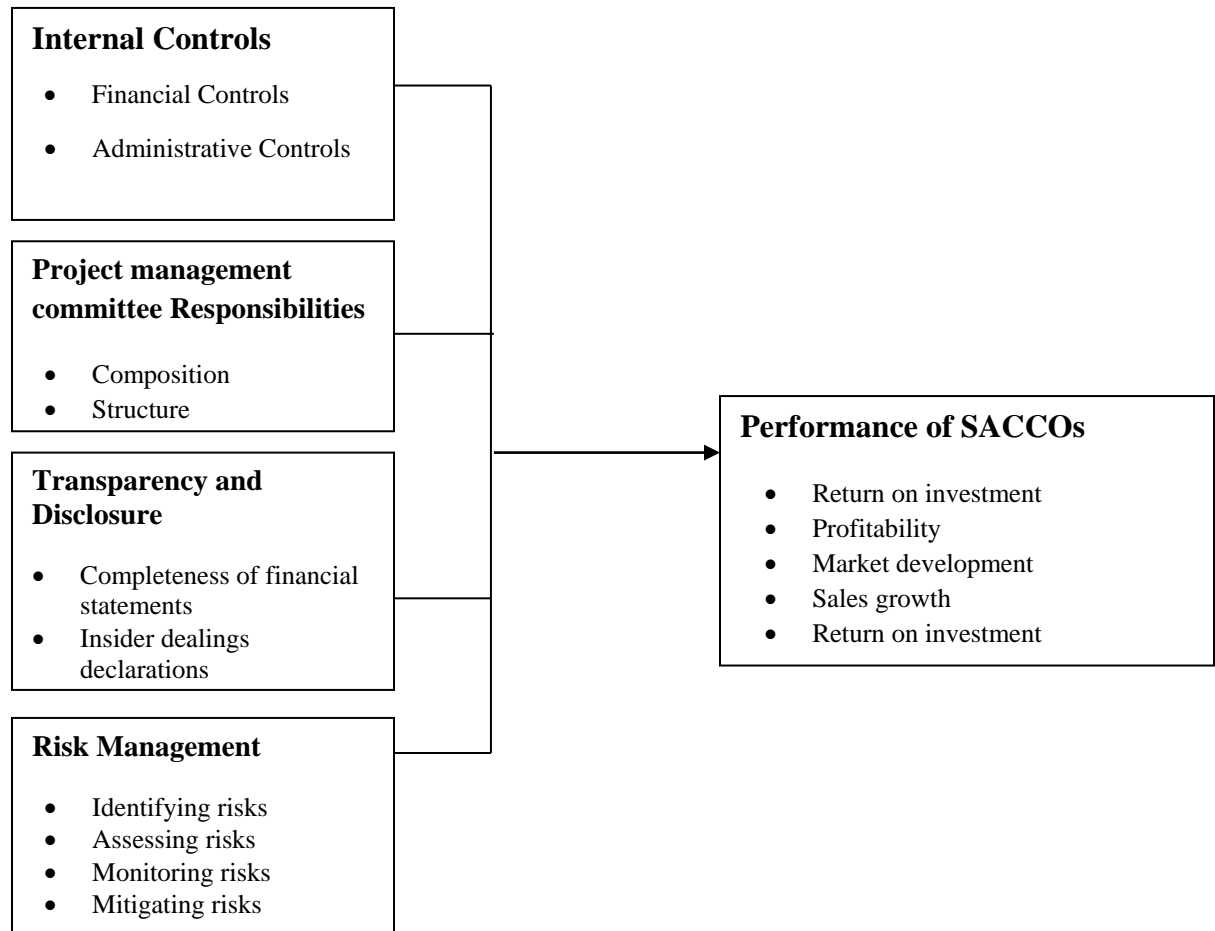 Internal Controls
• Financial Controls
• Administrative Controls
Project management
committee Responsibilities
• Composition
• Structure
Transparency and
Disclosure
• Completeness of financial
statements
• Insider dealings
declarations
Risk Management
• Identifying risks
• Assessing risks
• Monitoring risks
• Mitigating risks
Performance of SACCOs
• Return on investment
• Profitability
• Market development
• Sales growth
• Return on investment